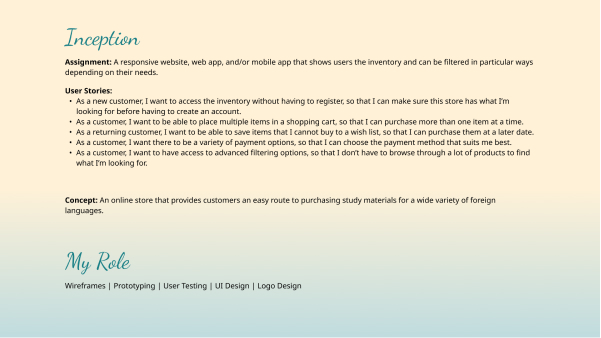 Inception
Assignment: A responsive website, web app, and/or mobile app that shows users the inventory and can be filtered in particular ways
depending on their needs.
User Stories:
• As a new customer, I want to access the inventory without having to register, so that I can make sure this store has what I'm
looking for before having to create an account.
• As a customer, I want to be able to place multiple items in a shopping cart, so that I can purchase more than one item at a time.
• As a returning customer, I want to be able to save items that I cannot buy to a wish list, so that I can purchase them at a later date.
• As a customer, I want there to be a variety of payment options, so that I can choose the payment method that suits me best.
• As a customer, I want to have access to advanced filtering options, so that I don't have to browse through a lot of products to find
what I'm looking for.
Concept: An online store that provides customers an easy route to purchasing study materials for a wide variety of foreign
languages.
My Role
Wireframes | Prototyping | User Testing | UI Design | Logo Design